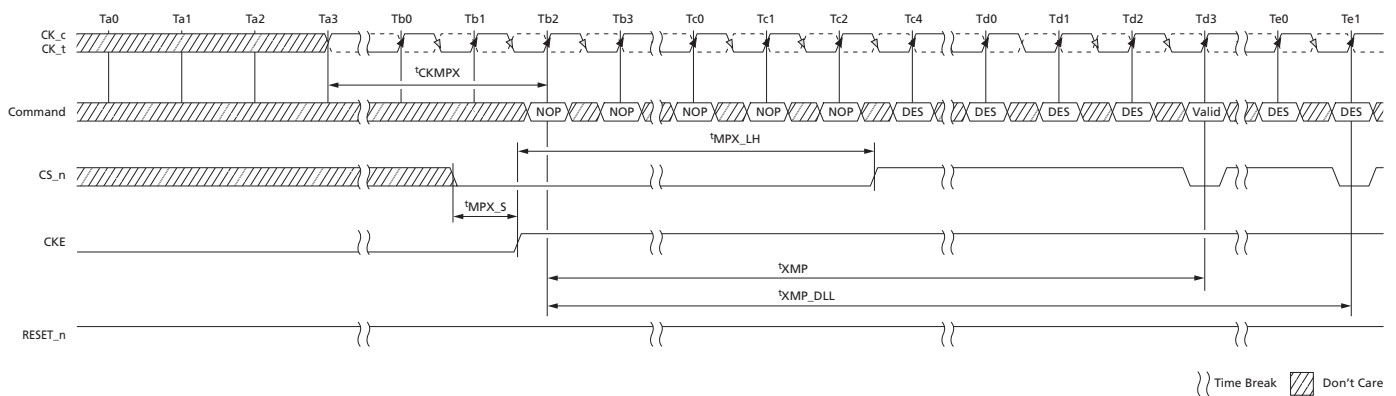 Ta0 Ta1 Ta2 Ta3 Tb0 Tb1 Tb2 Tb3 Tc0 Tc1 Tc2 Tc4 Td0 Td1 Td2 Td3 Te0 Te1
CK_c
CK_t
tCKMPX
Command NOP NOP NOP NOP NOP DES DES DES DES Valid DES DES
tMPX_LH
CS_n
tMPX_S
CKE
tXMP
tXMP_DLL
RESET_n
Time Break Don't Care